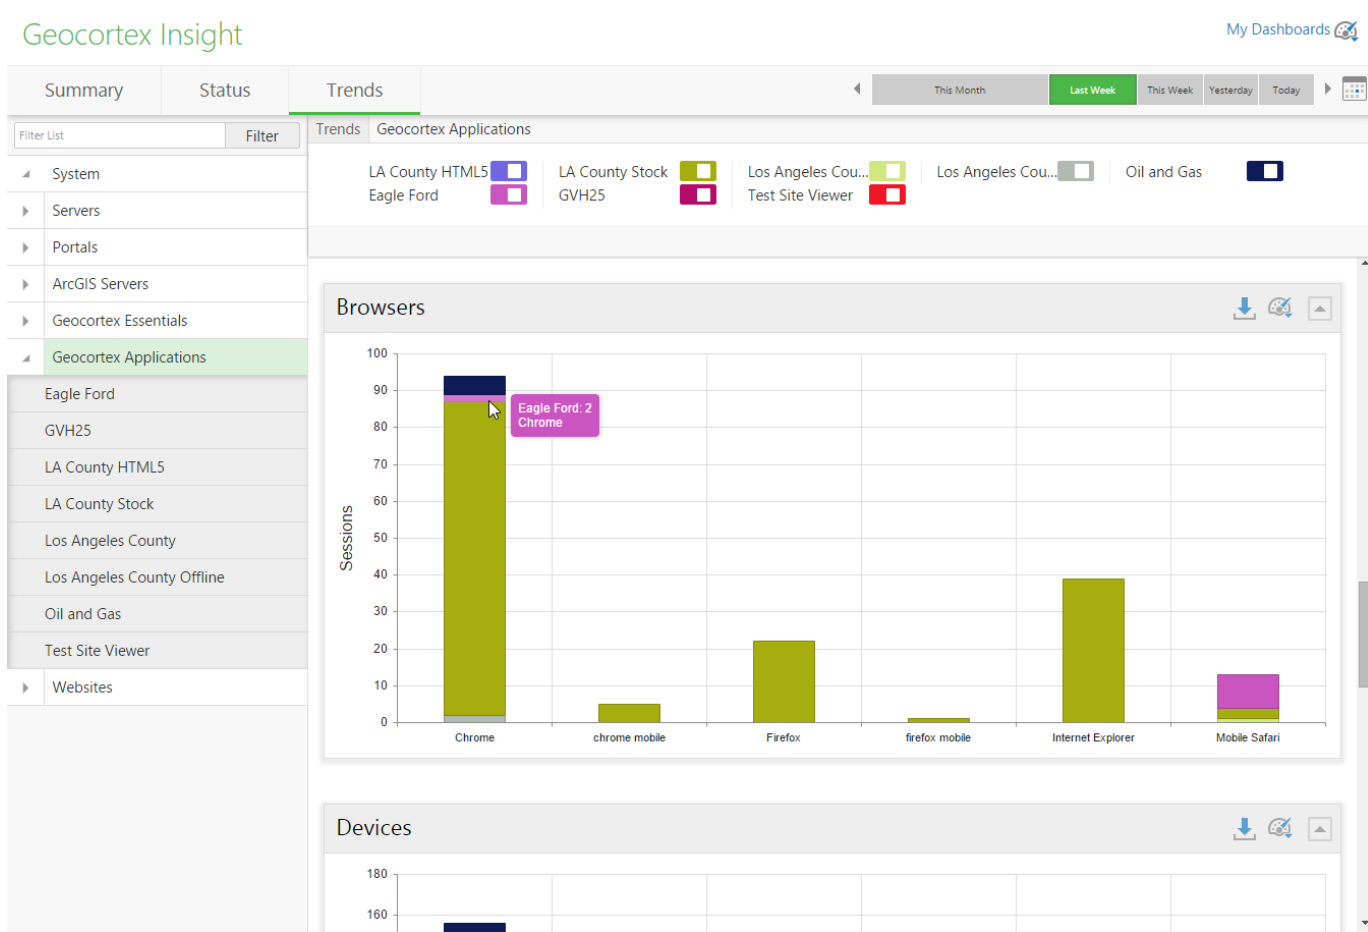 Geocortex Insight
My Dashboards
Summary
Status
Trends
This Month
Last Week
This Week
Yesterday
Today
Filter List
Filter
Trends
Geocortex Applications
System
Servers
Portals
ArcGIS Servers
Geocortex Essentials
Geocortex Applications
Eagle Ford
GVH25
LA County HTML5
LA County Stock
Los Angeles County
Los Angeles County Offline
Oil and Gas
Test Site Viewer
Websites
LA County HTML5
LA County Stock
Los Angeles Cou...
Los Angeles Cou...
Oil and Gas
Eagle Ford
GVH25
Test Site Viewer
Browsers
100
90
80
70
60
50
40
30
20
10
0
Sessions
Eagle Ford: 2
Chrome
Chrome
chrome mobile
Firefox
firefox mobile
Internet Explorer
Mobile Safari
Devices
180
160